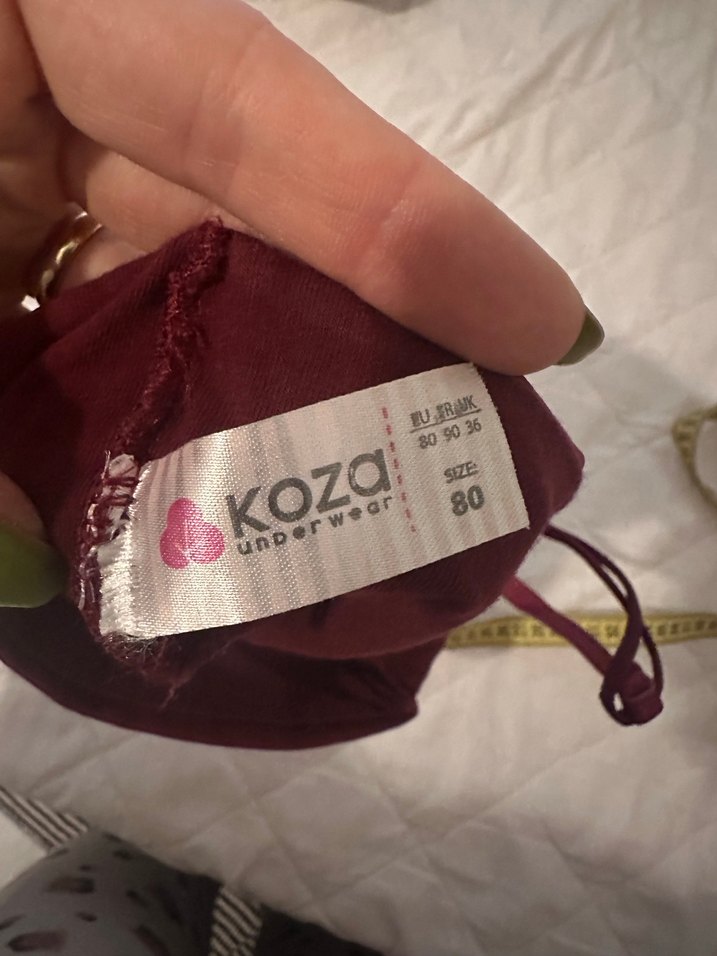 koza
underwear
EU FR UK
80 90 36
SIZE:
80